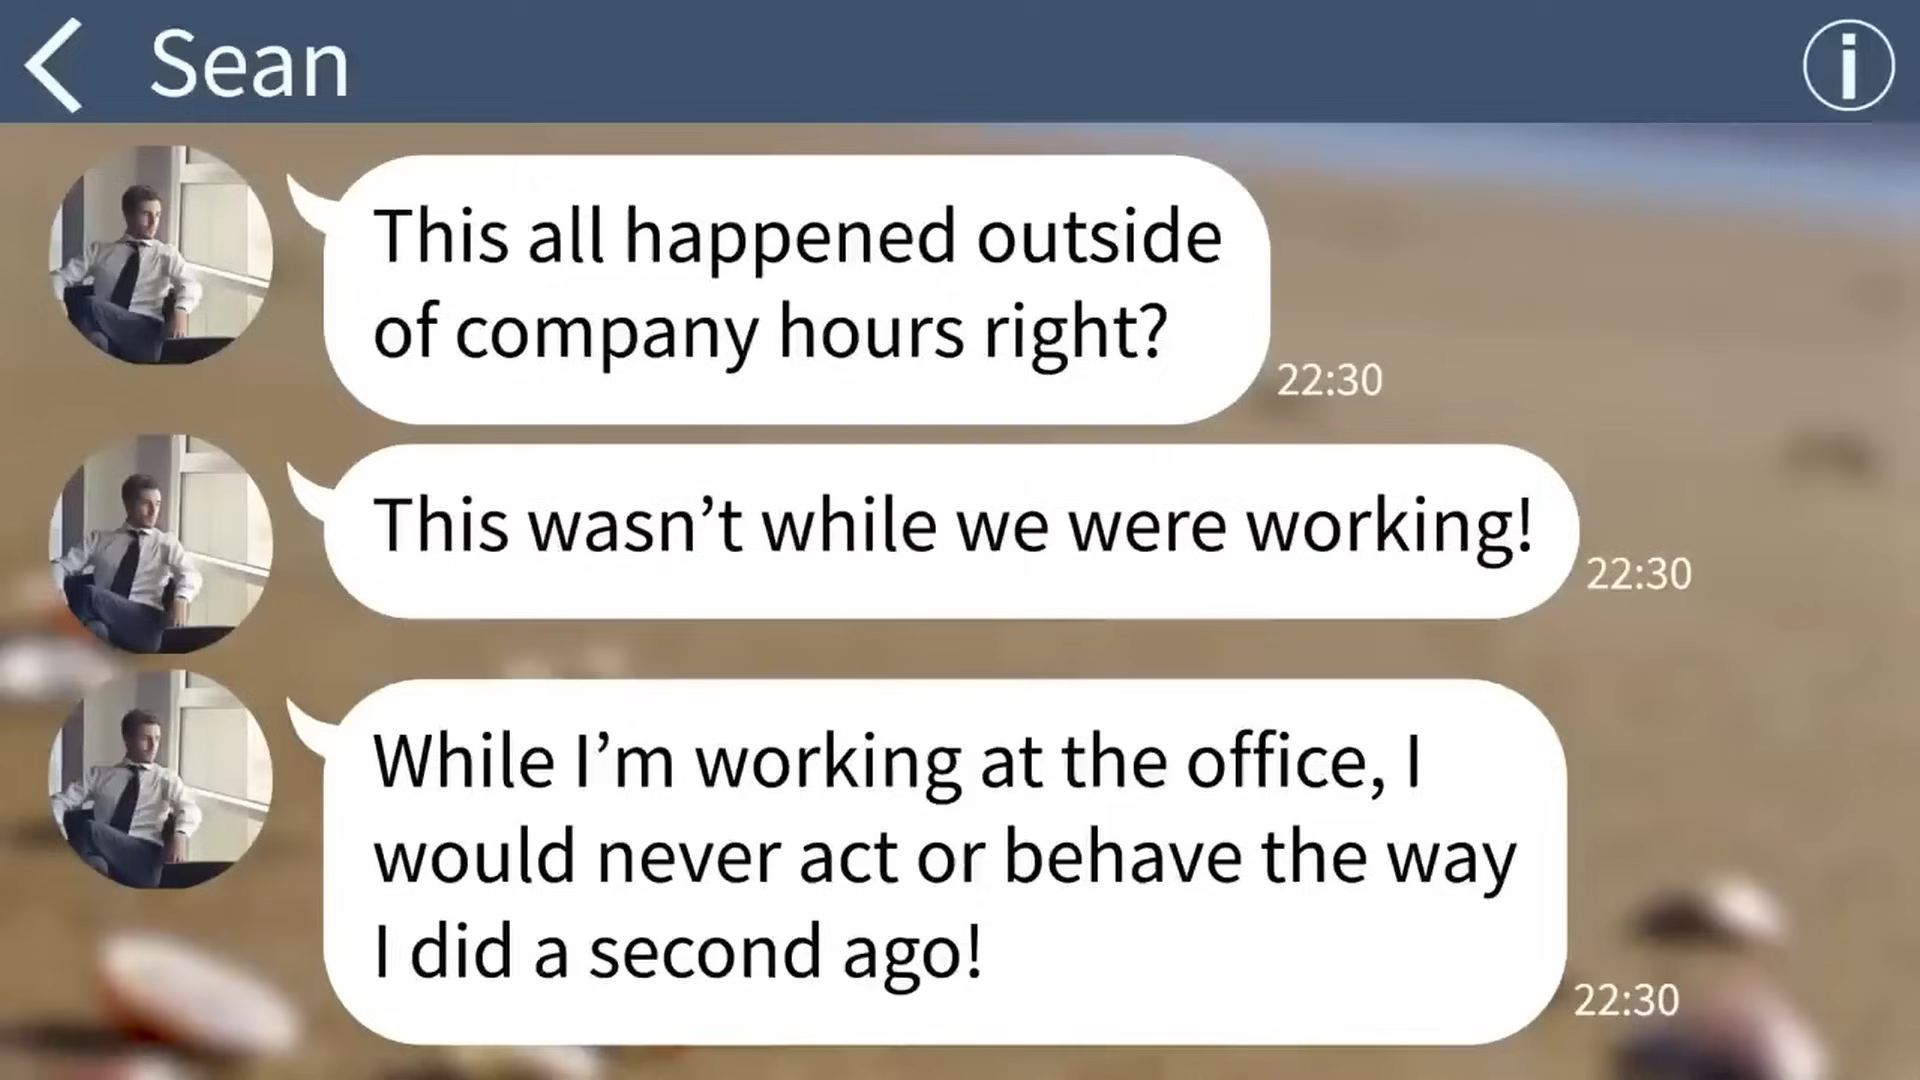 Sean
This all happened outside
of company hours right?
22:30
This wasn’t while we were working!
22:30
While I’m working at the office, I
would never act or behave the way
I did a second ago!
22:30